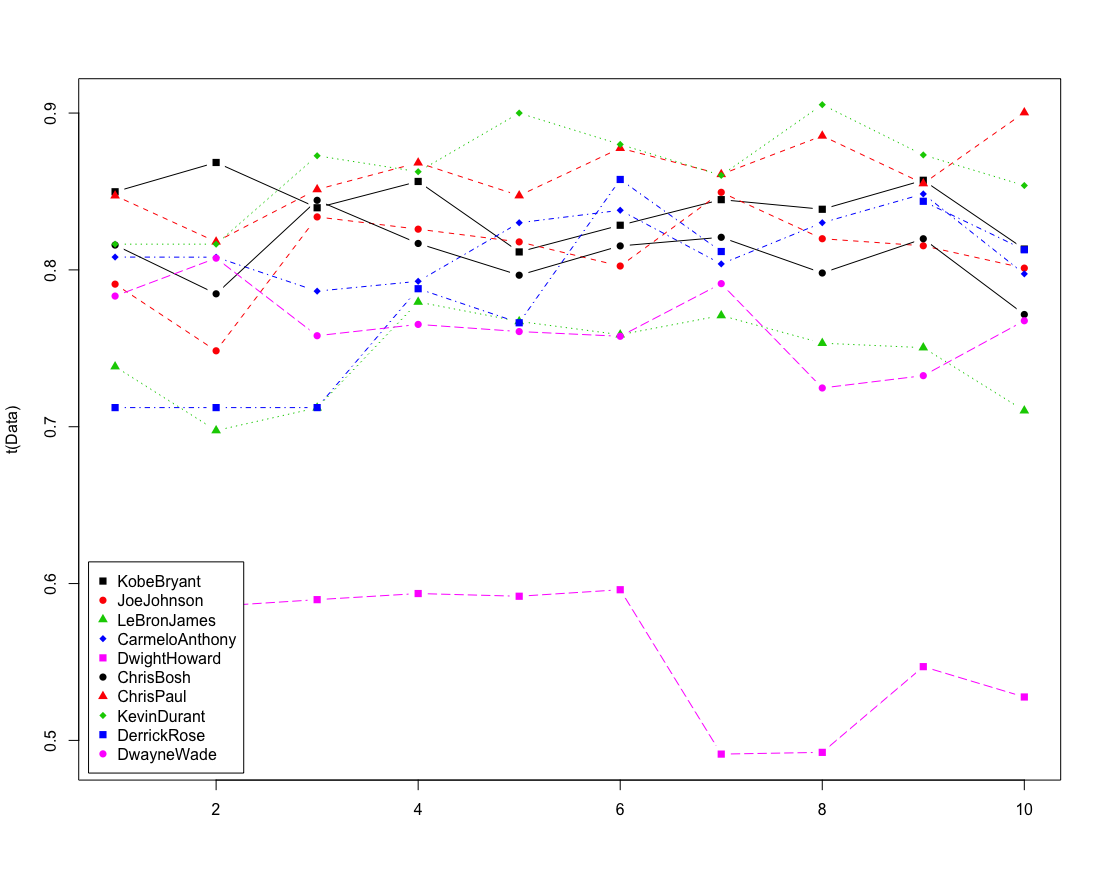 t(Data)
0.9
0.8
0.7
0.6
0.5
KobeBryant
JoeJohnson
LeBronJames
CarmeloAnthony
DwightHoward
ChrisBosh
ChrisPaul
KevinDurant
DerrickRose
DwayneWade
2 4 6 8 10